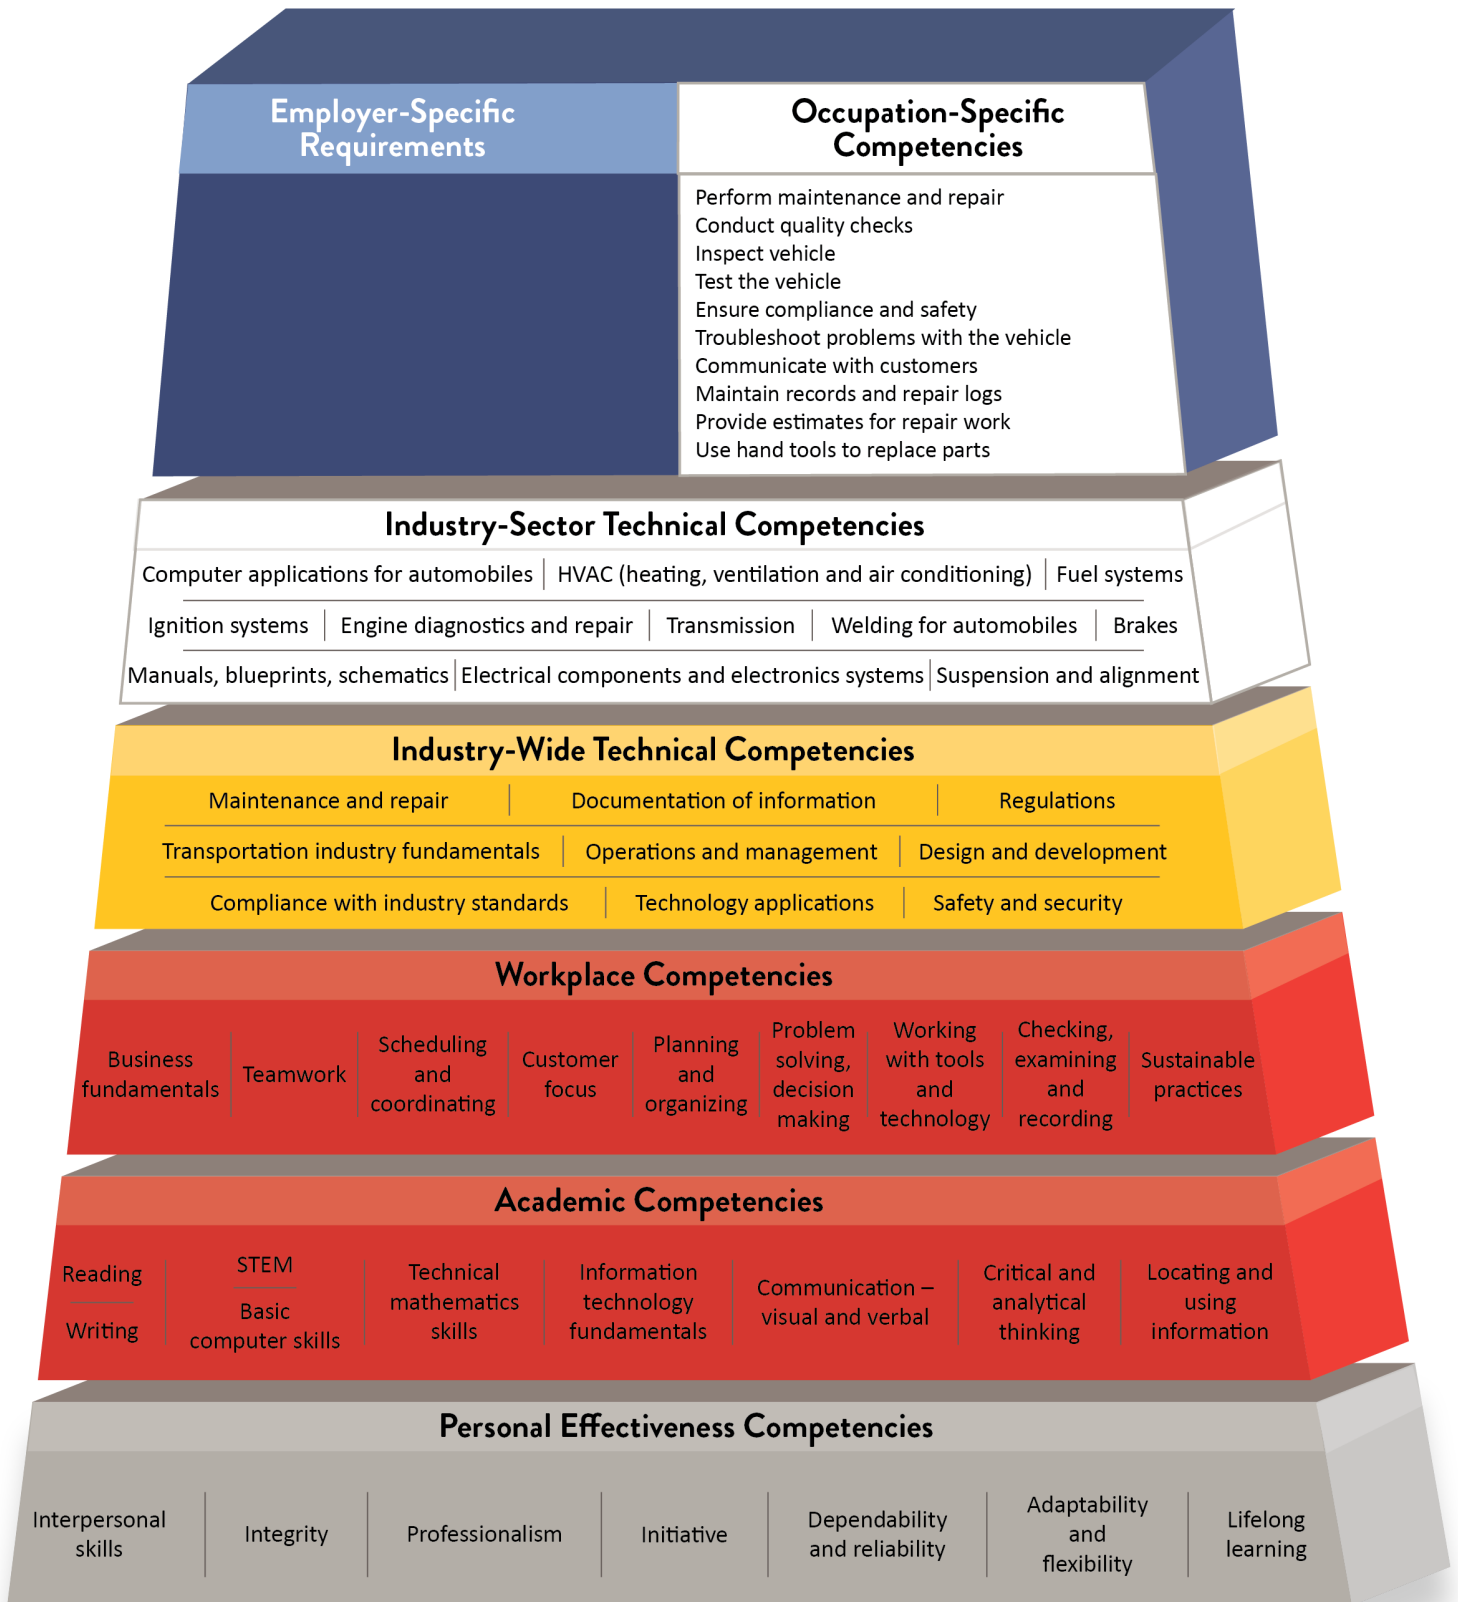 Employer-Specific
Requirements
Occupation-Specific
Competencies
Perform maintenance and repair
Conduct quality checks
Inspect vehicle
Test the vehicle
Ensure compliance and safety
Troubleshoot problems with the vehicle
Communicate with customers
Maintain records and repair logs
Provide estimates for repair work
Use hand tools to replace parts
Industry-Sector Technical Competencies
Computer applications for automobiles
HVAC (heating, ventilation and air conditioning)
Fuel systems
Ignition systems
Engine diagnostics and repair
Transmission
Welding for automobiles
Brakes
Manuals, blueprints, schematics
Electrical components and electronics systems
Suspension and alignment
Industry-Wide Technical Competencies
Maintenance and repair
Documentation of information
Regulations
Transportation industry fundamentals
Operations and management
Design and development
Compliance with industry standards
Technology applications
Safety and security
Workplace Competencies
Business
fundamentals
Teamwork
Scheduling
and
coordinating
Customer
focus
Planning
and
organizing
Problem
solving,
decision
making
Working
with tools
and
technology
Checking,
examining
and
recording
Sustainable
practices
Academic Competencies
Reading
Writing
STEM
Basic
computer skills
Technical
mathematics
skills
Information
technology
fundamentals
Communication –
visual and verbal
Critical and
analytical
thinking
Locating and
using
information
Personal Effectiveness Competencies
Interpersonal
skills
Integrity
Professionalism
Initiative
Dependability
and reliability
Adaptability
and
flexibility
Lifelong
learning